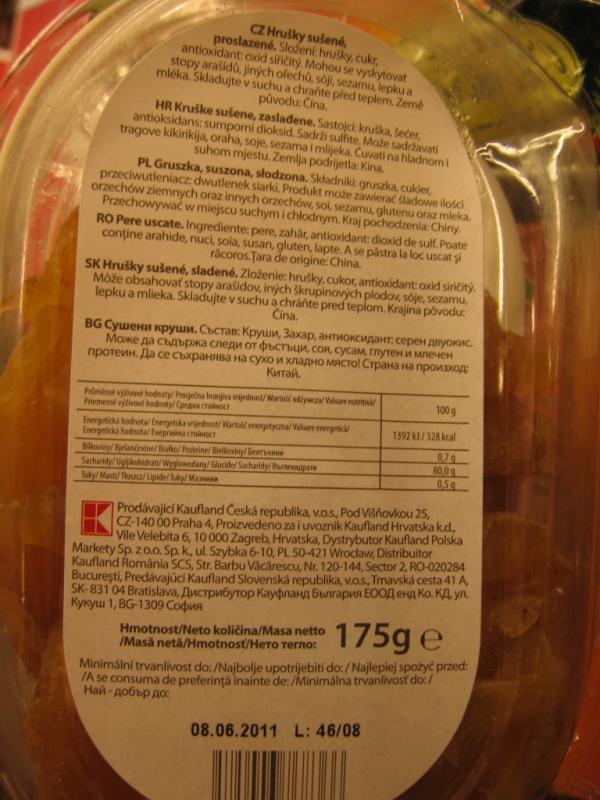 CZ Hrušky sušené,
proslazené. Složení: hrušky, cukr,
antioxidant: oxid siřičitý. Mohou se vyskytovat
stopy arašídů, jiných ořechů, sóji, sezamu, lepku a
mléka. Skladujte v suchu a chraňte před teplem. Země
původu: Čína.
HR Kruške sušene, zaslađene. Sastojci: kruška, šećer,
antioksidans: sumporni dioksid. Sadrži sulfite. Može sadržavati
tragove kikirikija, oraha, soje, sezama i mlijeka. Čuvati na hladnom i
suhom mjestu. Zemlja podrijetla: Kina.
PL Gruszka, suszona, słodzona. Składniki: gruszka, cukier,
przeciwutleniacz: dwutlenek siarki. Produkt może zawierać śladowe ilości
orzechów ziemnych oraz innych orzechów, soi, sezamu, glutenu oraz mleka.
Przechowywać w miejscu suchym i chłodnym. Kraj pochodzenia: Chiny.
RO Pere uscate. Ingrediente: pere, zahăr, antioxidant: dioxid de sulf. Poate
conţine arahide, nuci, soia, susan, gluten, lapte. A se păstra la loc uscat şi
răcoros.Ţara de origine: China.
SK Hrušky sušené, sladené. Zloženie: hrušky, cukor, antioxidant: oxid siričitý.
Môže obsahovať stopy arašidov, iných škrupinových plodov, sóje, sezamu,
lepku a mlieka. Skladujte v suchu a chráňte pred teplom. Krajina pôvodu:
Čína.
BG Сушени круши. Състав: Круши, Захар, антиоксидант: серен двуокис.
Може да съдържа следи от фъстъци, соя, сусам, глутен и млечен
протеин. Да се съхранява на сухо и хладно място! Страна на произход:
Китай.
Průměrné výživové hodnoty/ Prosječna hranjiva vrijednost/ Wartość odżywcza/ Valoare nutritivă/
Priemerné výživové hodnoty/ Средна стойност 100 g
Energetická hodnota/ Energetska vrijednost/ Wartość energetyczna/ Valoare energetică/
Energetická hodnota/ Енергийна стойност 1392 kJ / 328 kcal
Bílkoviny/ Bjelančevine/ Białko/ Proteine/ Bielkoviny/ Белтъчини 0,7 g
Sacharidy/ Ugljikohidrati/ Węglowodany/ Glucide/ Sacharidy/ Въглехидрати 80,0 g
Tuky/ Masti/ Tłuszcz/ Lipide/ Tuky/ Мазнини 0,5 g
Prodávající Kaufland Česká republika, v.o.s., Pod Višňovkou 25,
CZ-140 00 Praha 4, Proizvedeno za i uvoznik Kaufland Hrvatska k.d.,
Vile Velebita 6, 10 000 Zagreb, Hrvatska, Dystrybutor Kaufland Polska
Markety Sp. z o.o. Sp. k., ul. Szybka 6-10, PL 50-421 Wrocław, Distribuitor
Kaufland România SCS, Str. Barbu Văcărescu, Nr. 120-144, Sector 2, RO-020284
Bucureşti, Predávajúci Kaufland Slovenská republika, v.o.s., Trnavská cesta 41 A,
SK- 831 04 Bratislava, Дистрибутор Кауфланд България ЕООД енд Ко. КД, ул.
Кукуш 1, BG-1309 София
Hmotnost/Neto količina/Masa netto
/Masă netă/Hmotnosť/Нето тегло: 175g e
Minimální trvanlivost do: /Najbolje upotrijebiti do: / Najlepiej spożyć przed:
/A se consuma de preferinţă înainte de: /Minimálna trvanlivosť do: /
Най - добър до:
08.06.2011 L: 46/08